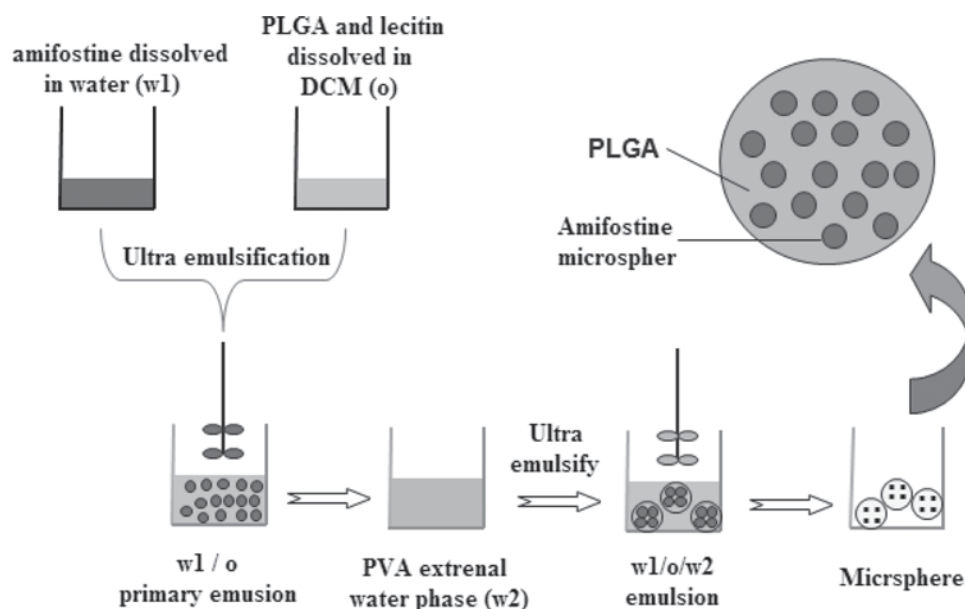 amifostine dissolved
in water (w1)
PLGA and lecitin
dissolved in
DCM (o)
PLGA
Amifostine
microspher
Ultra emulsification
Ultra
emulsify
w1 / o
primary emusion
PVA extrenal
water phase (w2)
w1/o/w2
emulsion
Micrsphere